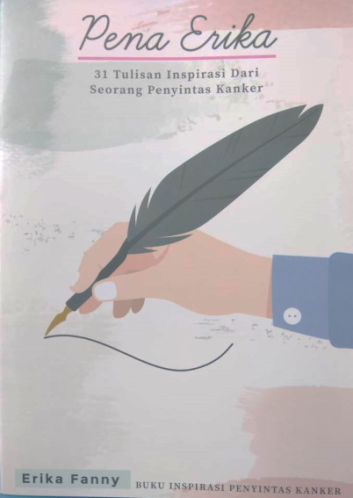 Pena Erika
31 Tulisan Inspirasi Dari
Seorang Penyintas Kanker
Erika Fanny
BUKU INSPIRASI PENYINTAS KANKER